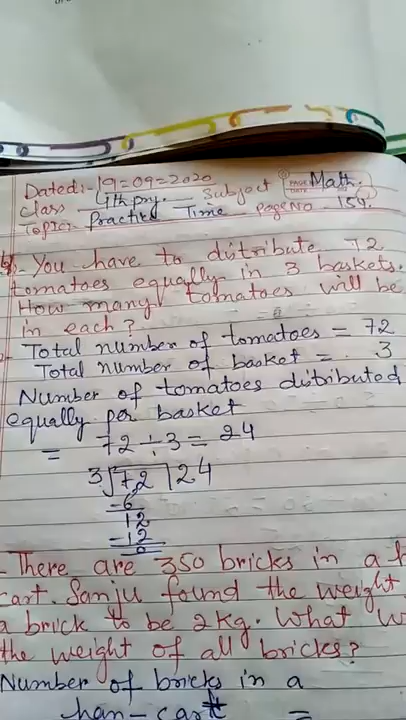 Dated:- 19=09=2020
Class 4th pry. Subject Math.
Topic:- Practice Time Page No 154
Q- You have to distribute 72
tomatoes equally in 3 baskets.
How many tomatoes will be
in each?
Total number of tomatoes = 72
Total number of basket = 3
Number of tomatoes distributed
equally per basket
= 72÷3=24
3)72)24
-6
12
-12
0
- There are 350 bricks in a
cart. Sanju found the weight
a brick to be 2kg. What
the weight of all bricks?
Number of bricks in a
han-cart =